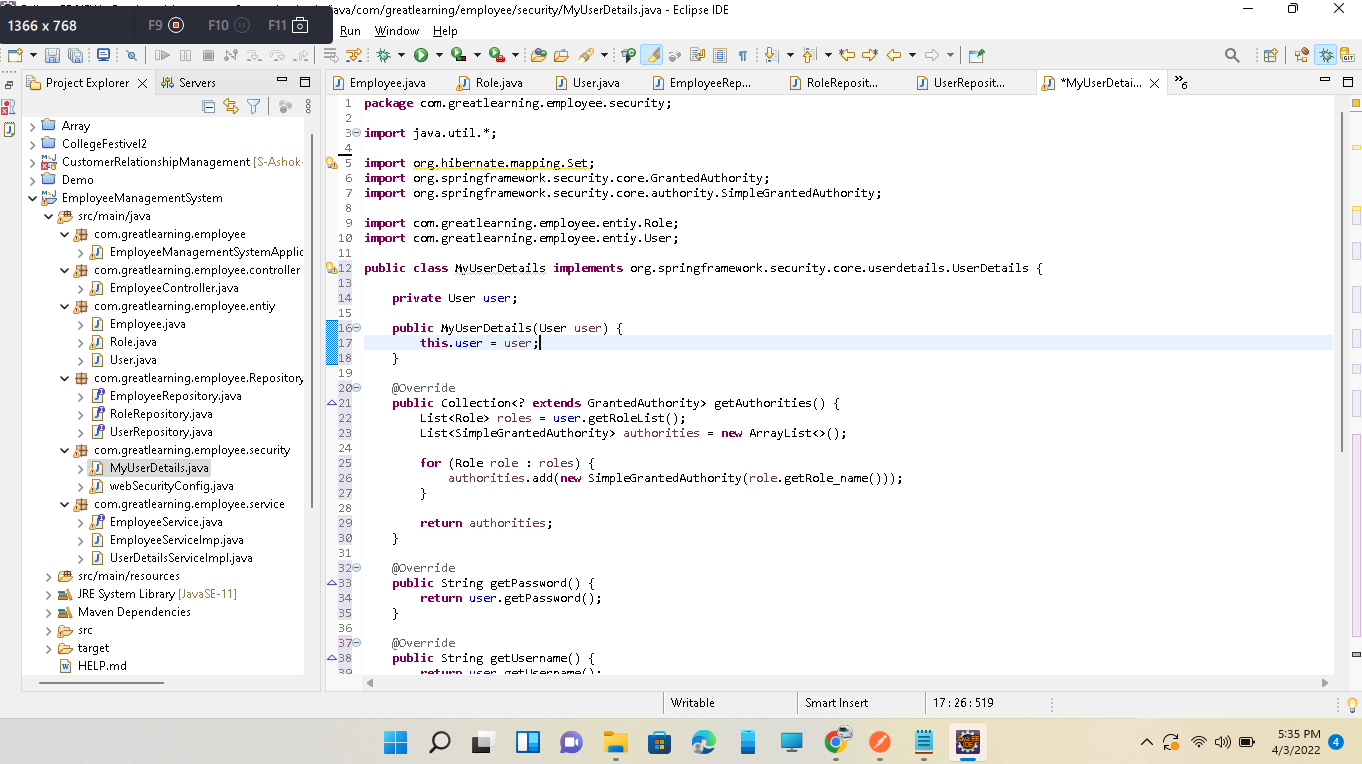 java/com/greatlearning/employee/security/MyUserDetails.java - Eclipse IDE
1366 x 768
F9 F10 F11
Run Window Help
Project Explorer Servers
Employee.java Role.java User.java EmployeeRep... RoleReposit... UserReposit... *MyUserDetai... »6
Array
CollegeFestivel2
CustomerRelationshipManagement [S-Ashok-
Demo
EmployeeManagementSystem
src/main/java
com.greatlearning.employee
EmployeeManagementSystemApplic
com.greatlearning.employee.controller
EmployeeController.java
com.greatlearning.employee.entiy
Employee.java
Role.java
User.java
com.greatlearning.employee.Repository
EmployeeRepository.java
RoleRepository.java
UserRepository.java
com.greatlearning.employee.security
MyUserDetails.java
webSecurityConfig.java
com.greatlearning.employee.service
EmployeeService.java
EmployeeServiceImp.java
UserDetailsServiceImpl.java
src/main/resources
JRE System Library [JavaSE-11]
Maven Dependencies
src
target
HELP.md
1 package com.greatlearning.employee.security;
2
3 import java.util.*;
4
5 import org.hibernate.mapping.Set;
6 import org.springframework.security.core.GrantedAuthority;
7 import org.springframework.security.core.authority.SimpleGrantedAuthority;
8
9 import com.greatlearning.employee.entiy.Role;
10 import com.greatlearning.employee.entiy.User;
11
12 public class MyUserDetails implements org.springframework.security.core.userdetails.UserDetails {
13
14 private User user;
15
16 public MyUserDetails(User user) {
17 this.user = user;
18 }
19
20 @Override
21 public Collection<? extends GrantedAuthority> getAuthorities() {
22 List<Role> roles = user.getRoleList();
23 List<SimpleGrantedAuthority> authorities = new ArrayList<>();
24
25 for (Role role : roles) {
26 authorities.add(new SimpleGrantedAuthority(role.getRole_name()));
27 }
28
29 return authorities;
30 }
31
32 @Override
33 public String getPassword() {
34 return user.getPassword();
35 }
36
37 @Override
38 public String getUsername() {
39 return user.getUsername();
Writable Smart Insert 17 : 26 : 519
5:35 PM
4/3/2022
4